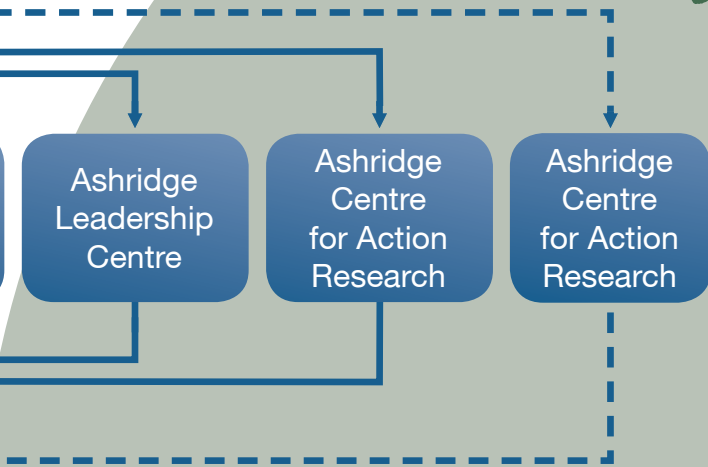 Ashridge
Leadership
Centre
Ashridge
Centre
for Action
Research
Ashridge
Centre
for Action
Research